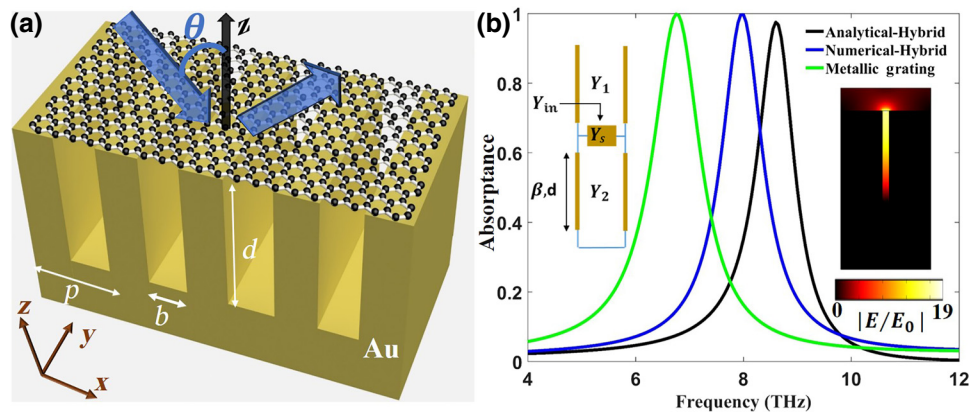 (a)
θ
z
d
p
b
Au
z
y
x
(b)
Absorptance
1
0.8
0.6
0.4
0.2
0
4
6
8
10
12
Frequency (THz)
Analytical-Hybrid
Numerical-Hybrid
Metallic grating
Y1
Yin
Ys
β,d
Y2
0
19
|E/E0|